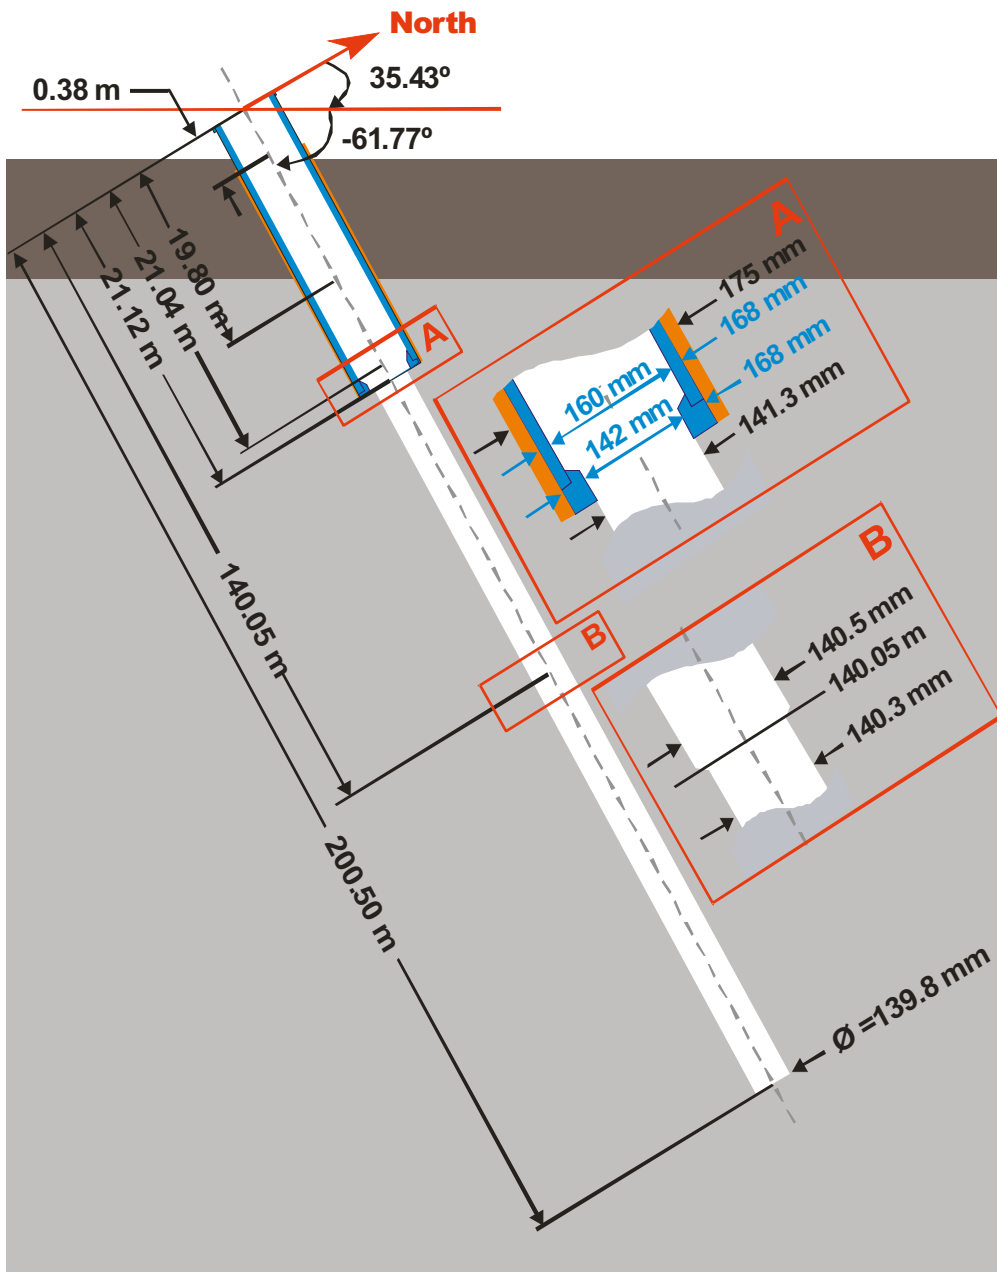 North
35.43º
0.38 m
-61.77º
19.80 m
21.04 m
21.12 m
140.05 m
200.50 m
A
B
A
175 mm
168 mm
168 mm
160 mm
142 mm
141.3 mm
B
140.5 mm
140.05 m
140.3 mm
Ø =139.8 mm